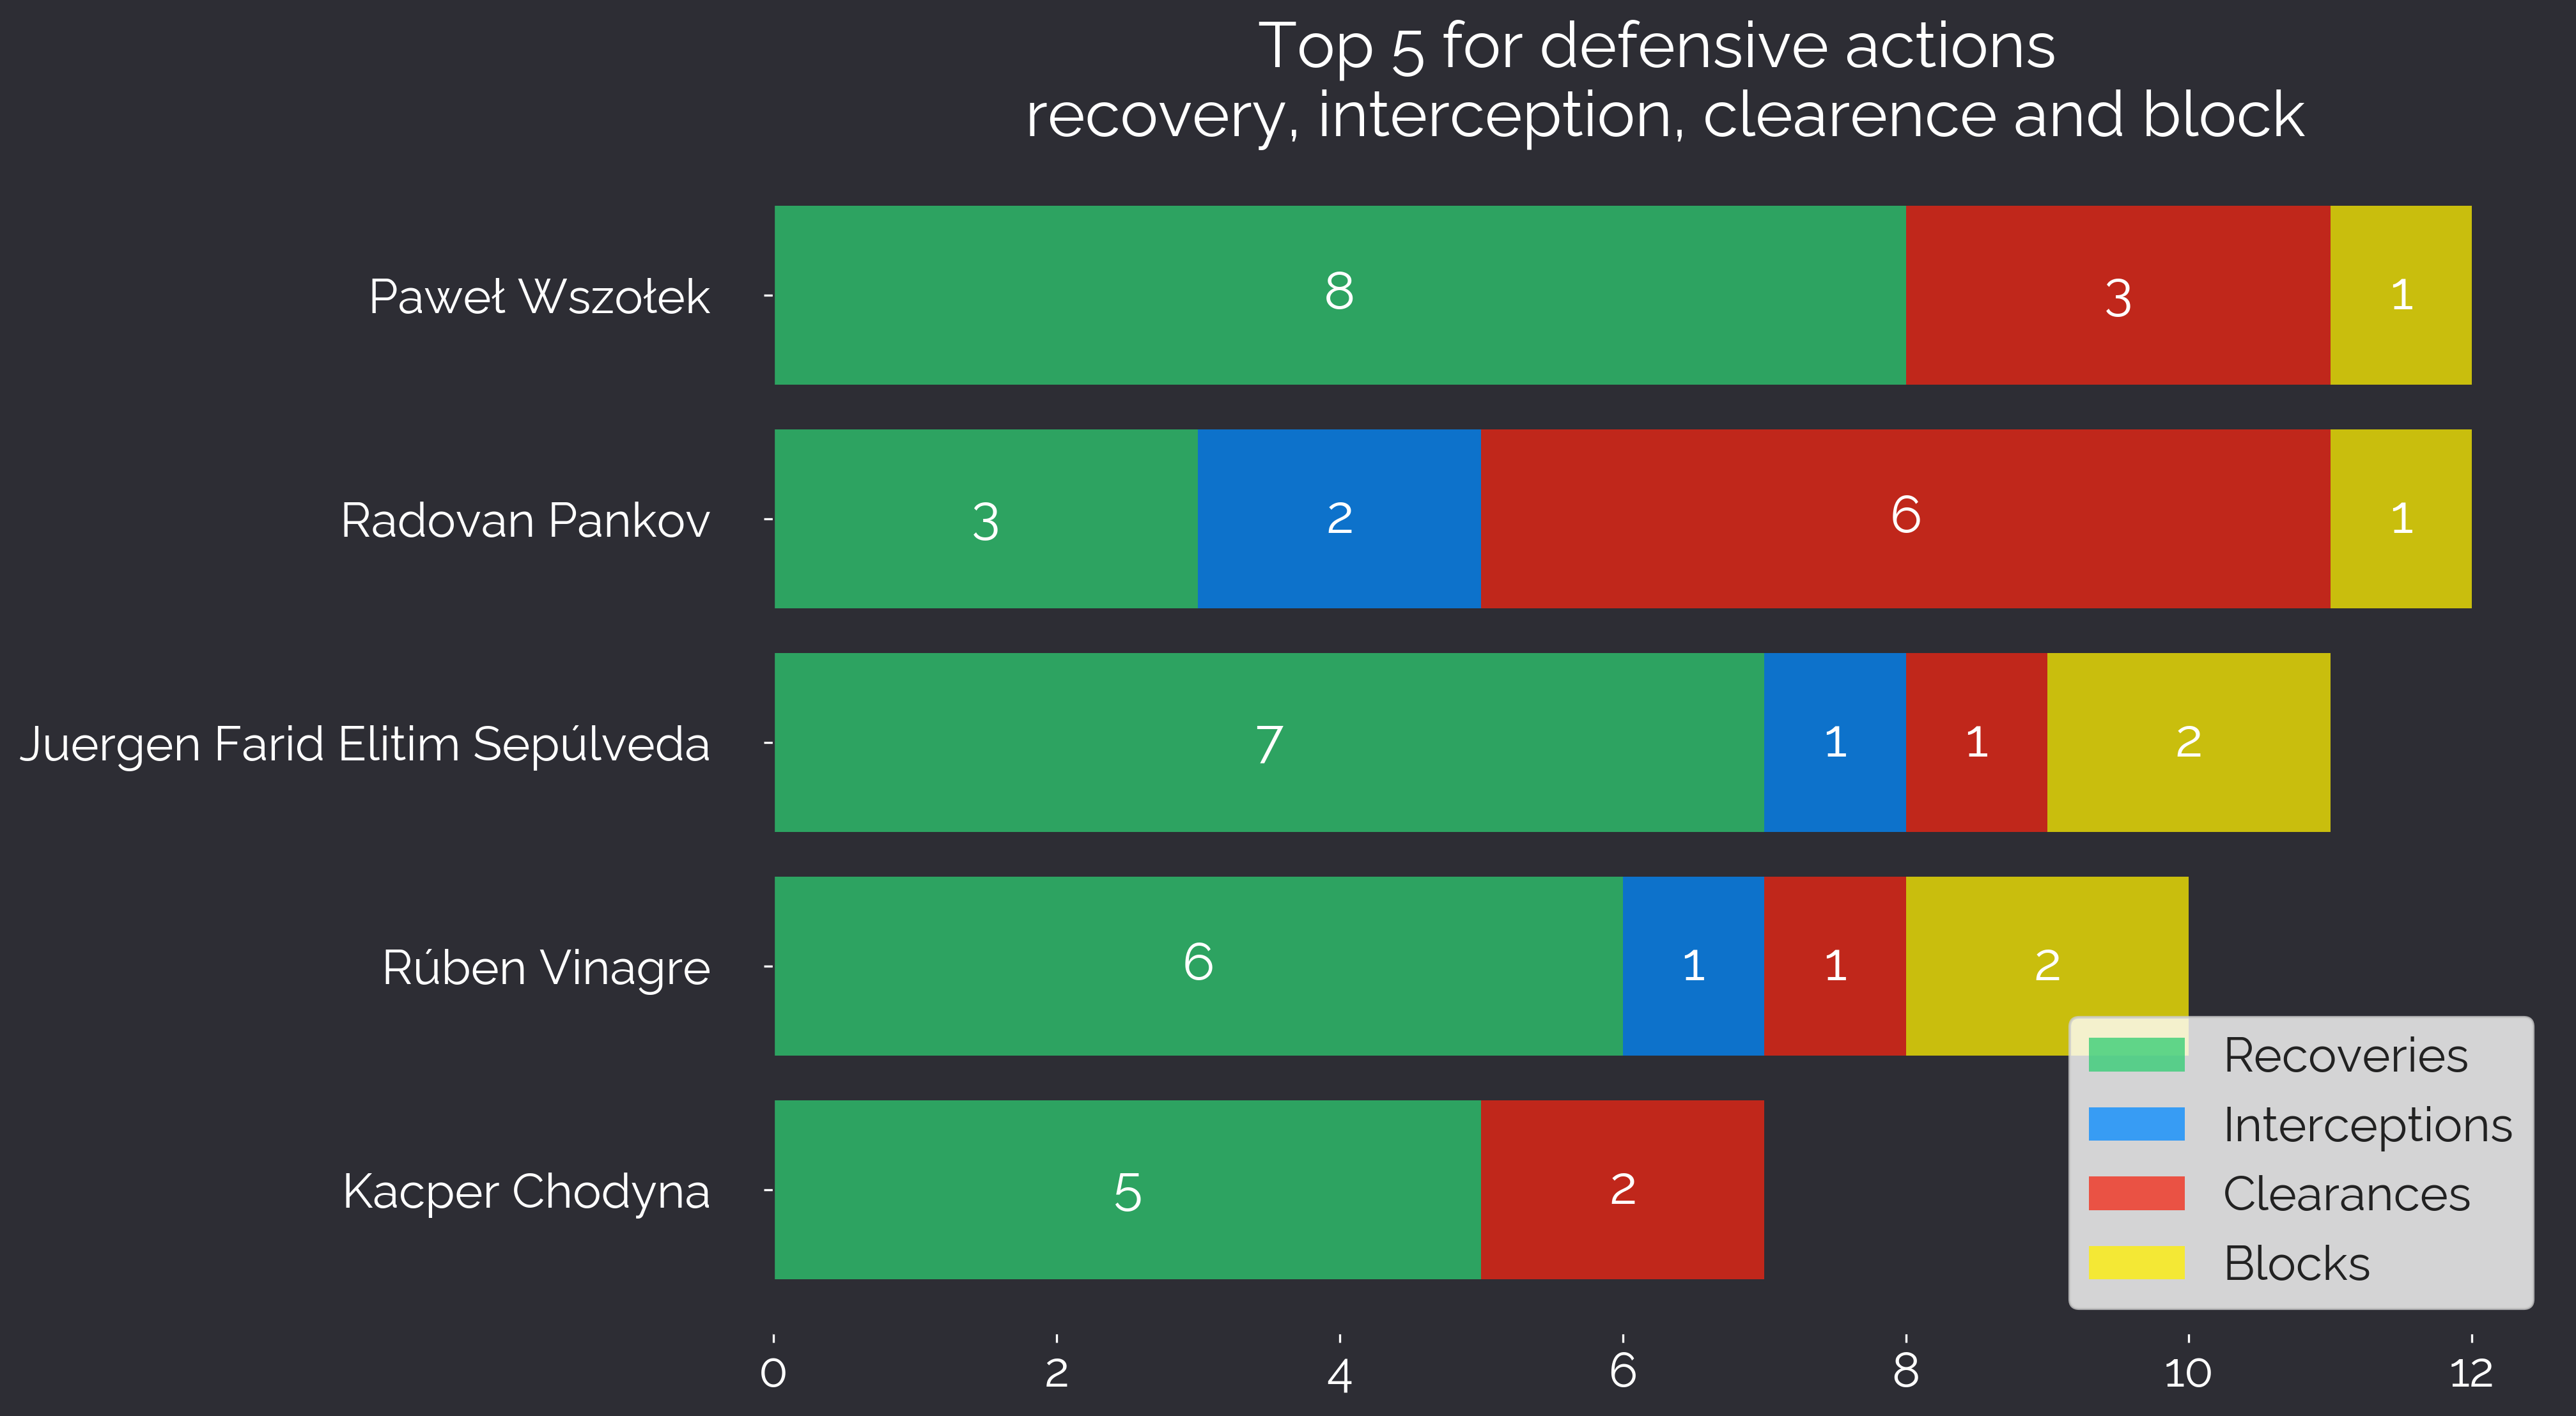 Top 5 for defensive actions
recovery, interception, clearence and block
Paweł Wszołek
8
3
1
Radovan Pankov
3
2
6
1
Juergen Farid Elitim Sepúlveda
7
1
1
2
Rúben Vinagre
6
1
1
2
Kacper Chodyna
5
2
Recoveries
Interceptions
Clearances
Blocks
0 2 4 6 8 10 12